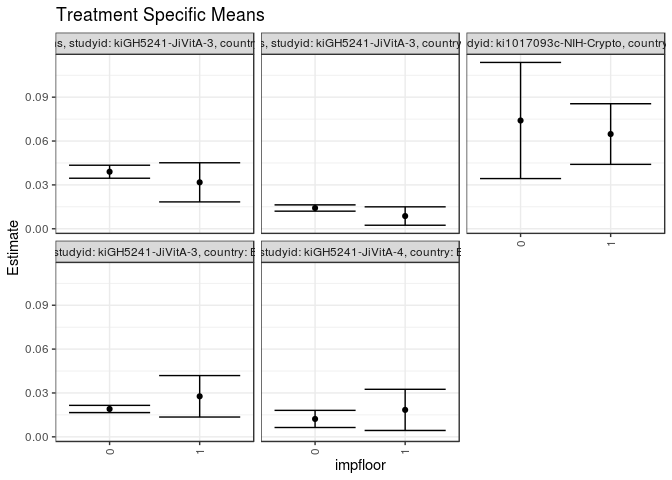 Treatment Specific Means
s, studyid: kiGH5241-JiVitA-3, countr
s, studyid: kiGH5241-JiVitA-3, country
dyid: ki1017093c-NIH-Crypto, country
0.09
0.06
0.03
0.00
0 1
studyid: kiGH5241-JiVitA-3, country: B
studyid: kiGH5241-JiVitA-4, country: B
0.09
0.06
0.03
0.00
0 1
0 1
Estimate
impfloor